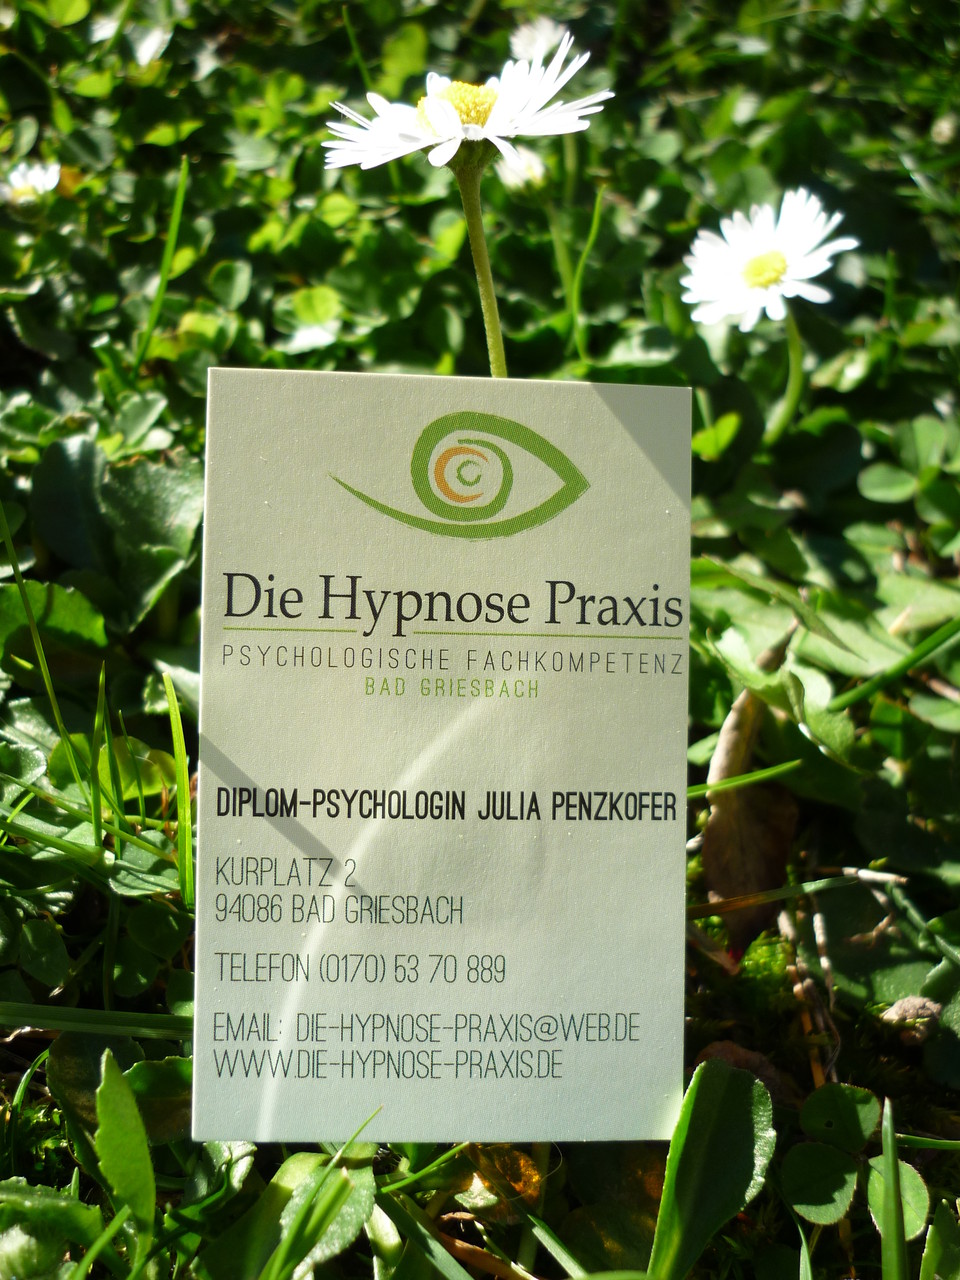 Die Hypnose Praxis
PSYCHOLOGISCHE FACHKOMPETENZ
BAD GRIESBACH
DIPLOM-PSYCHOLOGIN JULIA PENZKOFER
KURPLATZ 2
94086 BAD GRIESBACH
TELEFON (0170) 53 70 889
EMAIL: DIE-HYPNOSE-PRAXIS@WEB.DE
WWW.DIE-HYPNOSE-PRAXIS.DE